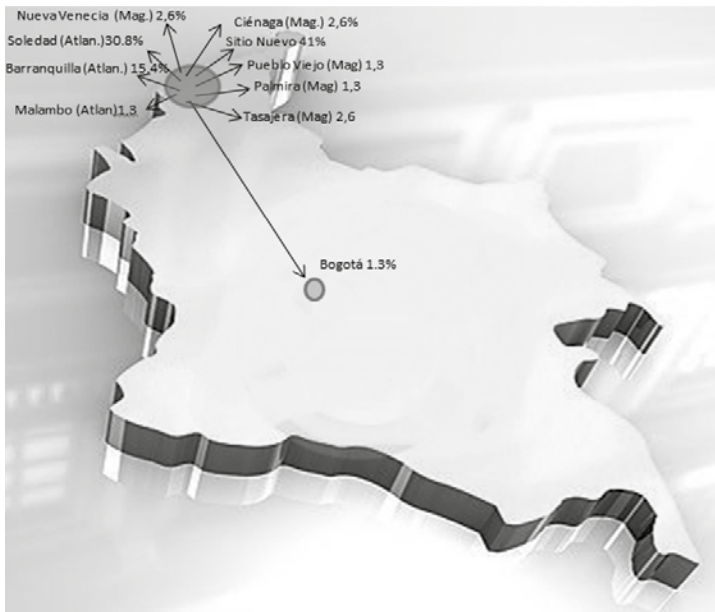 Nueva Venecia (Mag.) 2,6%
Ciénaga (Mag.) 2,6%
Soledad (Atlan.)30.8%
Sitio Nuevo 41%
Barranquilla (Atlan.) 15,4%
Pueblo Viejo (Mag) 1,3
Palmira (Mag) 1,3
Malambo (Atlan)1,3
Tasajera (Mag) 2,6
Bogotá 1.3%